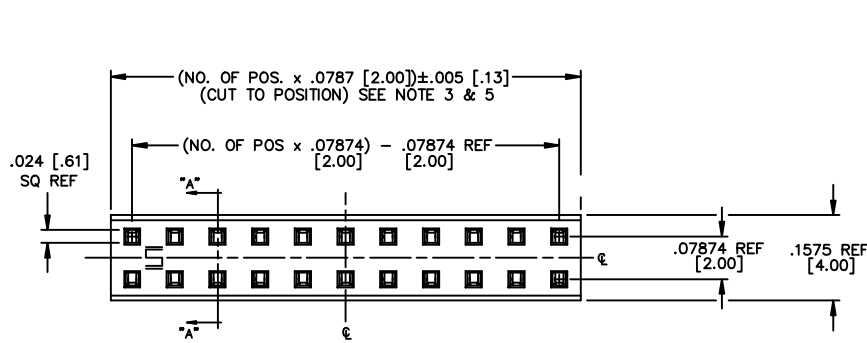 (NO. OF POS. x .0787 [2.00])±.005 [.13]
(CUT TO POSITION) SEE NOTE 3 & 5
(NO. OF POS x .07874) - .07874 REF
[2.00] [2.00]
.024 [.61]
SQ REF
"A"
.07874 REF
[2.00]
.1575 REF
[4.00]
"A"